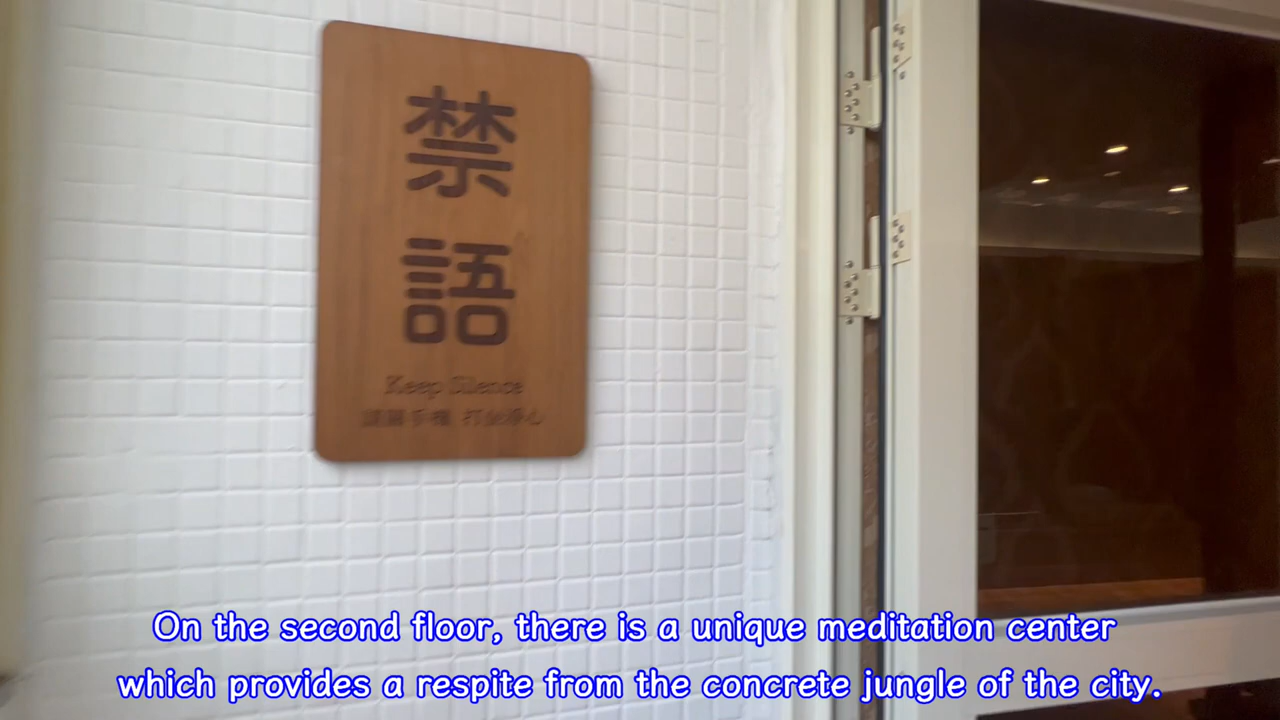 禁
語
Keep Silence
On the second floor, there is a unique meditation center
which provides a respite from the concrete jungle of the city.